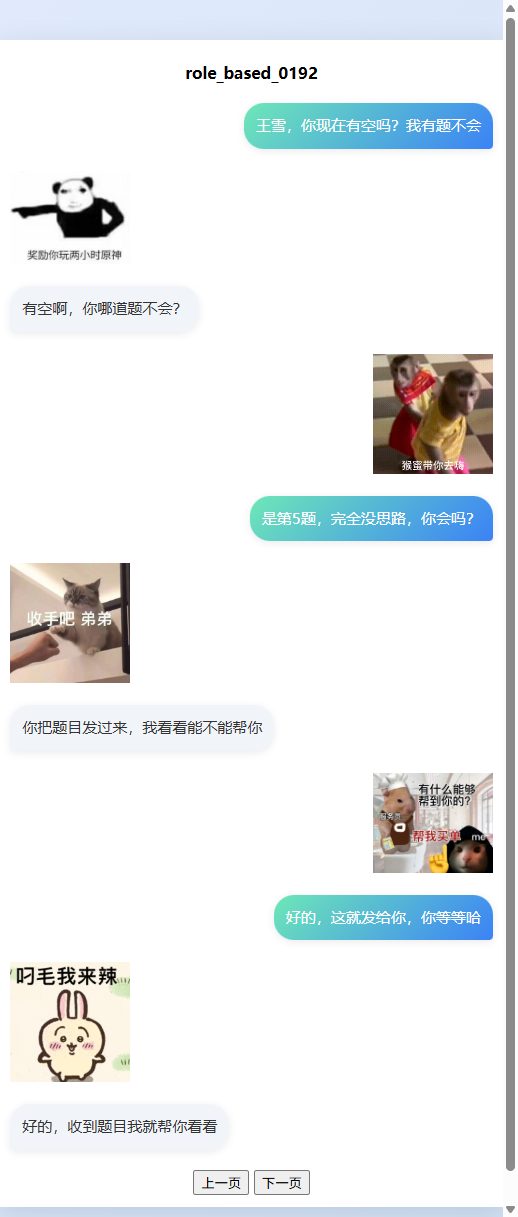 role_based_0192
王雪，你现在有空吗？我有题不会
奖励你玩两小时原神
有空啊，你哪道题不会？
猴蜜带你去嗨
是第5题，完全没思路，你会吗？
收手吧 弟弟
你把题目发过来，我看看能不能帮你
有什么能够
帮到你的?
服务员
帮我买单
me
好的，这就发给你，你等等哈
叼毛我来辣
好的，收到题目我就帮你看看
上一页 下一页